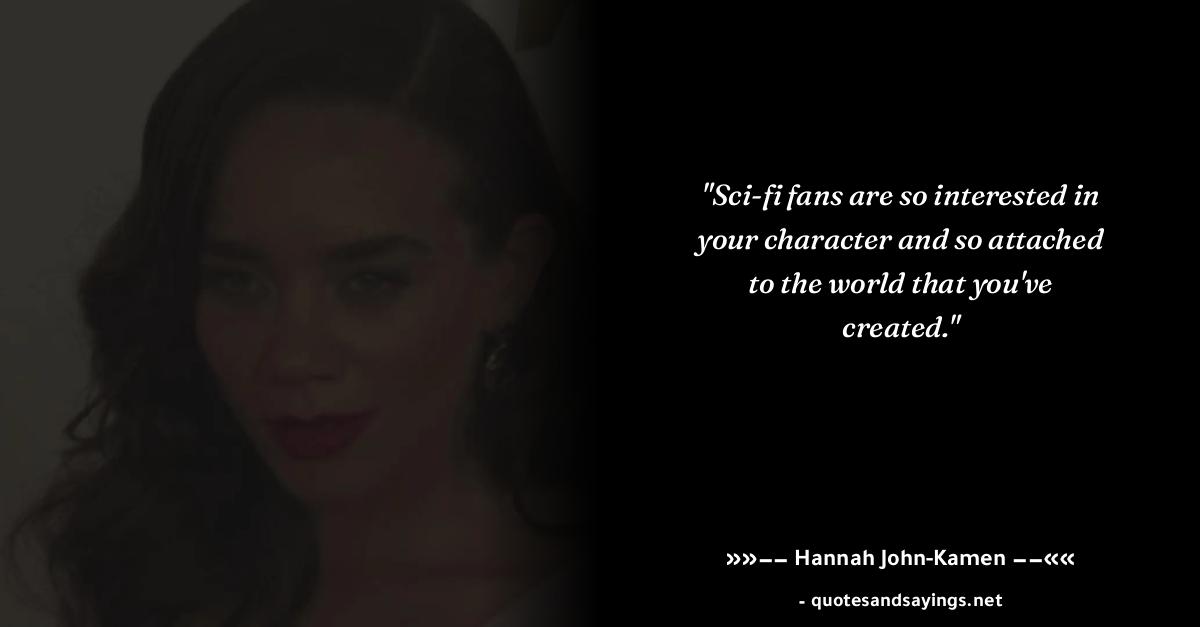 "Sci-fi fans are so interested in
your character and so attached
to the world that you've
created."
»»−− Hannah John-Kamen −−««
- quotesandsayings.net